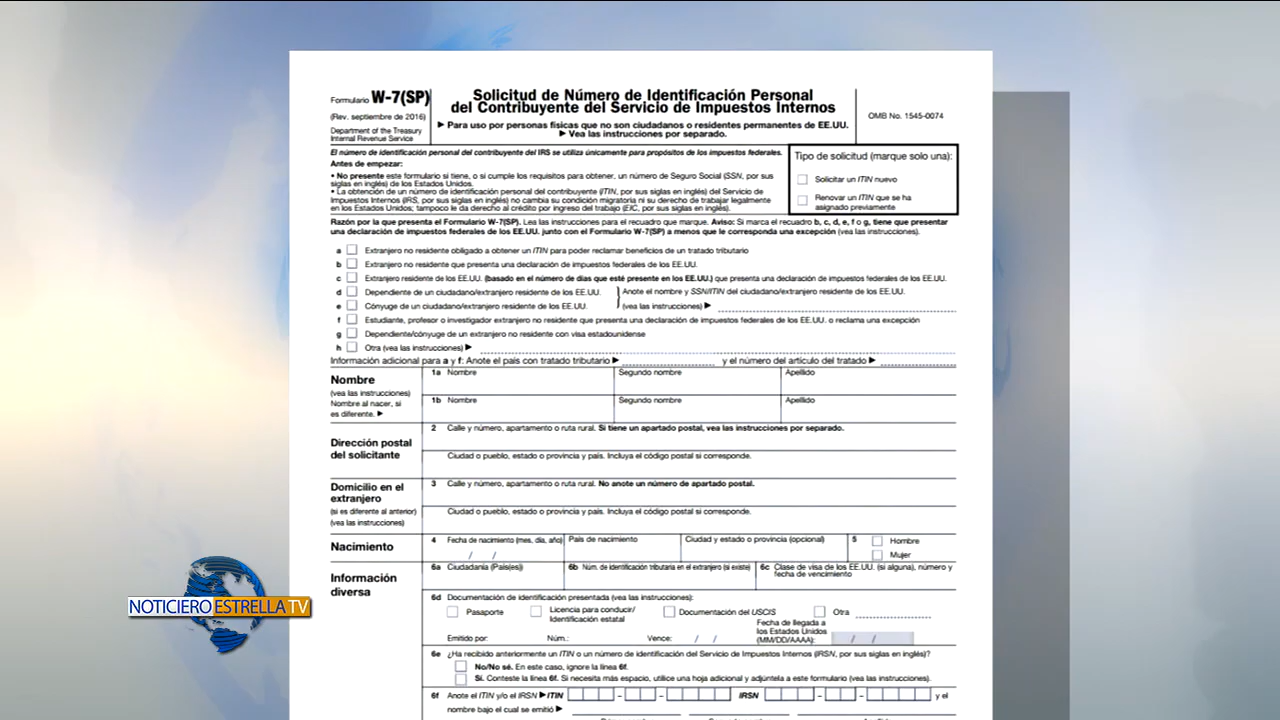 Formulario W-7(SP)
(Rev. septiembre de 2016)
Department of the Treasury
Internal Revenue Service
Solicitud de Número de Identificación Personal
del Contribuyente del Servicio de Impuestos Internos
▶ Para uso por personas físicas que no son ciudadanos o residentes permanentes de EE.UU.
▶ Vea las instrucciones por separado.
OMB No. 1545-0074
El número de identificación personal del contribuyente del IRS se utiliza únicamente para propósitos de los impuestos federales.
Antes de empezar:
• No presente este formulario si tiene, o si cumple los requisitos para obtener, un número de Seguro Social (SSN, por sus
siglas en inglés) de los Estados Unidos.
• La obtención de un número de identificación personal del contribuyente (ITIN, por sus siglas en inglés) del Servicio de
Impuestos Internos (IRS, por sus siglas en inglés) no cambia su condición migratoria ni su derecho de trabajar legalmente
en los Estados Unidos; tampoco le da derecho al crédito por ingreso del trabajo (EIC, por sus siglas en inglés).
Tipo de solicitud (marque solo una):
Solicitar un ITIN nuevo
Renovar un ITIN que se ha
asignado previamente
Razón por la que presenta el Formulario W-7(SP). Lea las instrucciones para el recuadro que marque. Aviso: Si marca el recuadro b, c, d, e, f o g, tiene que presentar
una declaración de impuestos federales de los EE.UU. junto con el Formulario W-7(SP) a menos que le corresponda una excepción (vea las instrucciones).
a Extranjero no residente obligado a obtener un ITIN para poder reclamar beneficios de un tratado tributario
b Extranjero no residente que presenta una declaración de impuestos federales de los EE.UU.
c Extranjero residente de los EE.UU. (basado en el número de días que esté presente en los EE.UU.) que presenta una declaración de impuestos federales de los EE.UU.
d Dependiente de un ciudadano/extranjero residente de los EE.UU. Anote el nombre y SSN/ITIN del ciudadano/extranjero residente de los EE.UU.
e Cónyuge de un ciudadano/extranjero residente de los EE.UU. (vea las instrucciones) ▶
f Estudiante, profesor o investigador extranjero no residente que presenta una declaración de impuestos federales de los EE.UU. o reclama una excepción
g Dependiente/cónyuge de un extranjero no residente con visa estadounidense
h Otra (vea las instrucciones) ▶
Información adicional para a y f: Anote el país con tratado tributario ▶ y el número del artículo del tratado ▶
Nombre
(vea las instrucciones)
Nombre al nacer, si
es diferente. ▶
1a Nombre Segundo nombre Apellido
1b Nombre Segundo nombre Apellido
Dirección postal
del solicitante
2 Calle y número, apartamento o ruta rural. Si tiene un apartado postal, vea las instrucciones por separado.
Ciudad o pueblo, estado o provincia y país. Incluya el código postal si corresponde.
Domicilio en el
extranjero
(si es diferente al anterior)
(vea las instrucciones)
3 Calle y número, apartamento o ruta rural. No anote un número de apartado postal.
Ciudad o pueblo, estado o provincia y país. Incluya el código postal si corresponde.
Nacimiento
4 Fecha de nacimiento (mes, día, año) País de nacimiento Ciudad y estado o provincia (opcional) 5 Hombre
/ / Mujer
Información
diversa
6a Ciudadanía (País(es)) 6b Núm. de identificación tributaria en el extranjero (si existe) 6c Clase de visa de los EE.UU. (si alguna), número y
fecha de vencimiento
6d Documentación de identificación presentada (vea las instrucciones):
Pasaporte Licencia para conducir/ Documentación del USCIS Otra
Identificación estatal
Fecha de llegada a
los Estados Unidos
Emitido por: Núm.: Vence: / / (MM/DD/AAAA): / /
6e ¿Ha recibido anteriormente un ITIN o un número de identificación del Servicio de Impuestos Internos (IRSN, por sus siglas en inglés)?
No/No sé. En este caso, ignore la línea 6f.
Sí. Conteste la línea 6f. Si necesita más espacio, utilice una hoja adicional y adjúntela a este formulario (vea las instrucciones).
6f Anote el ITIN y/o el IRSN ▶ ITIN – – IRSN – – y el
nombre bajo el cual se emitió ▶
NOTICIERO ESTRELLA TV